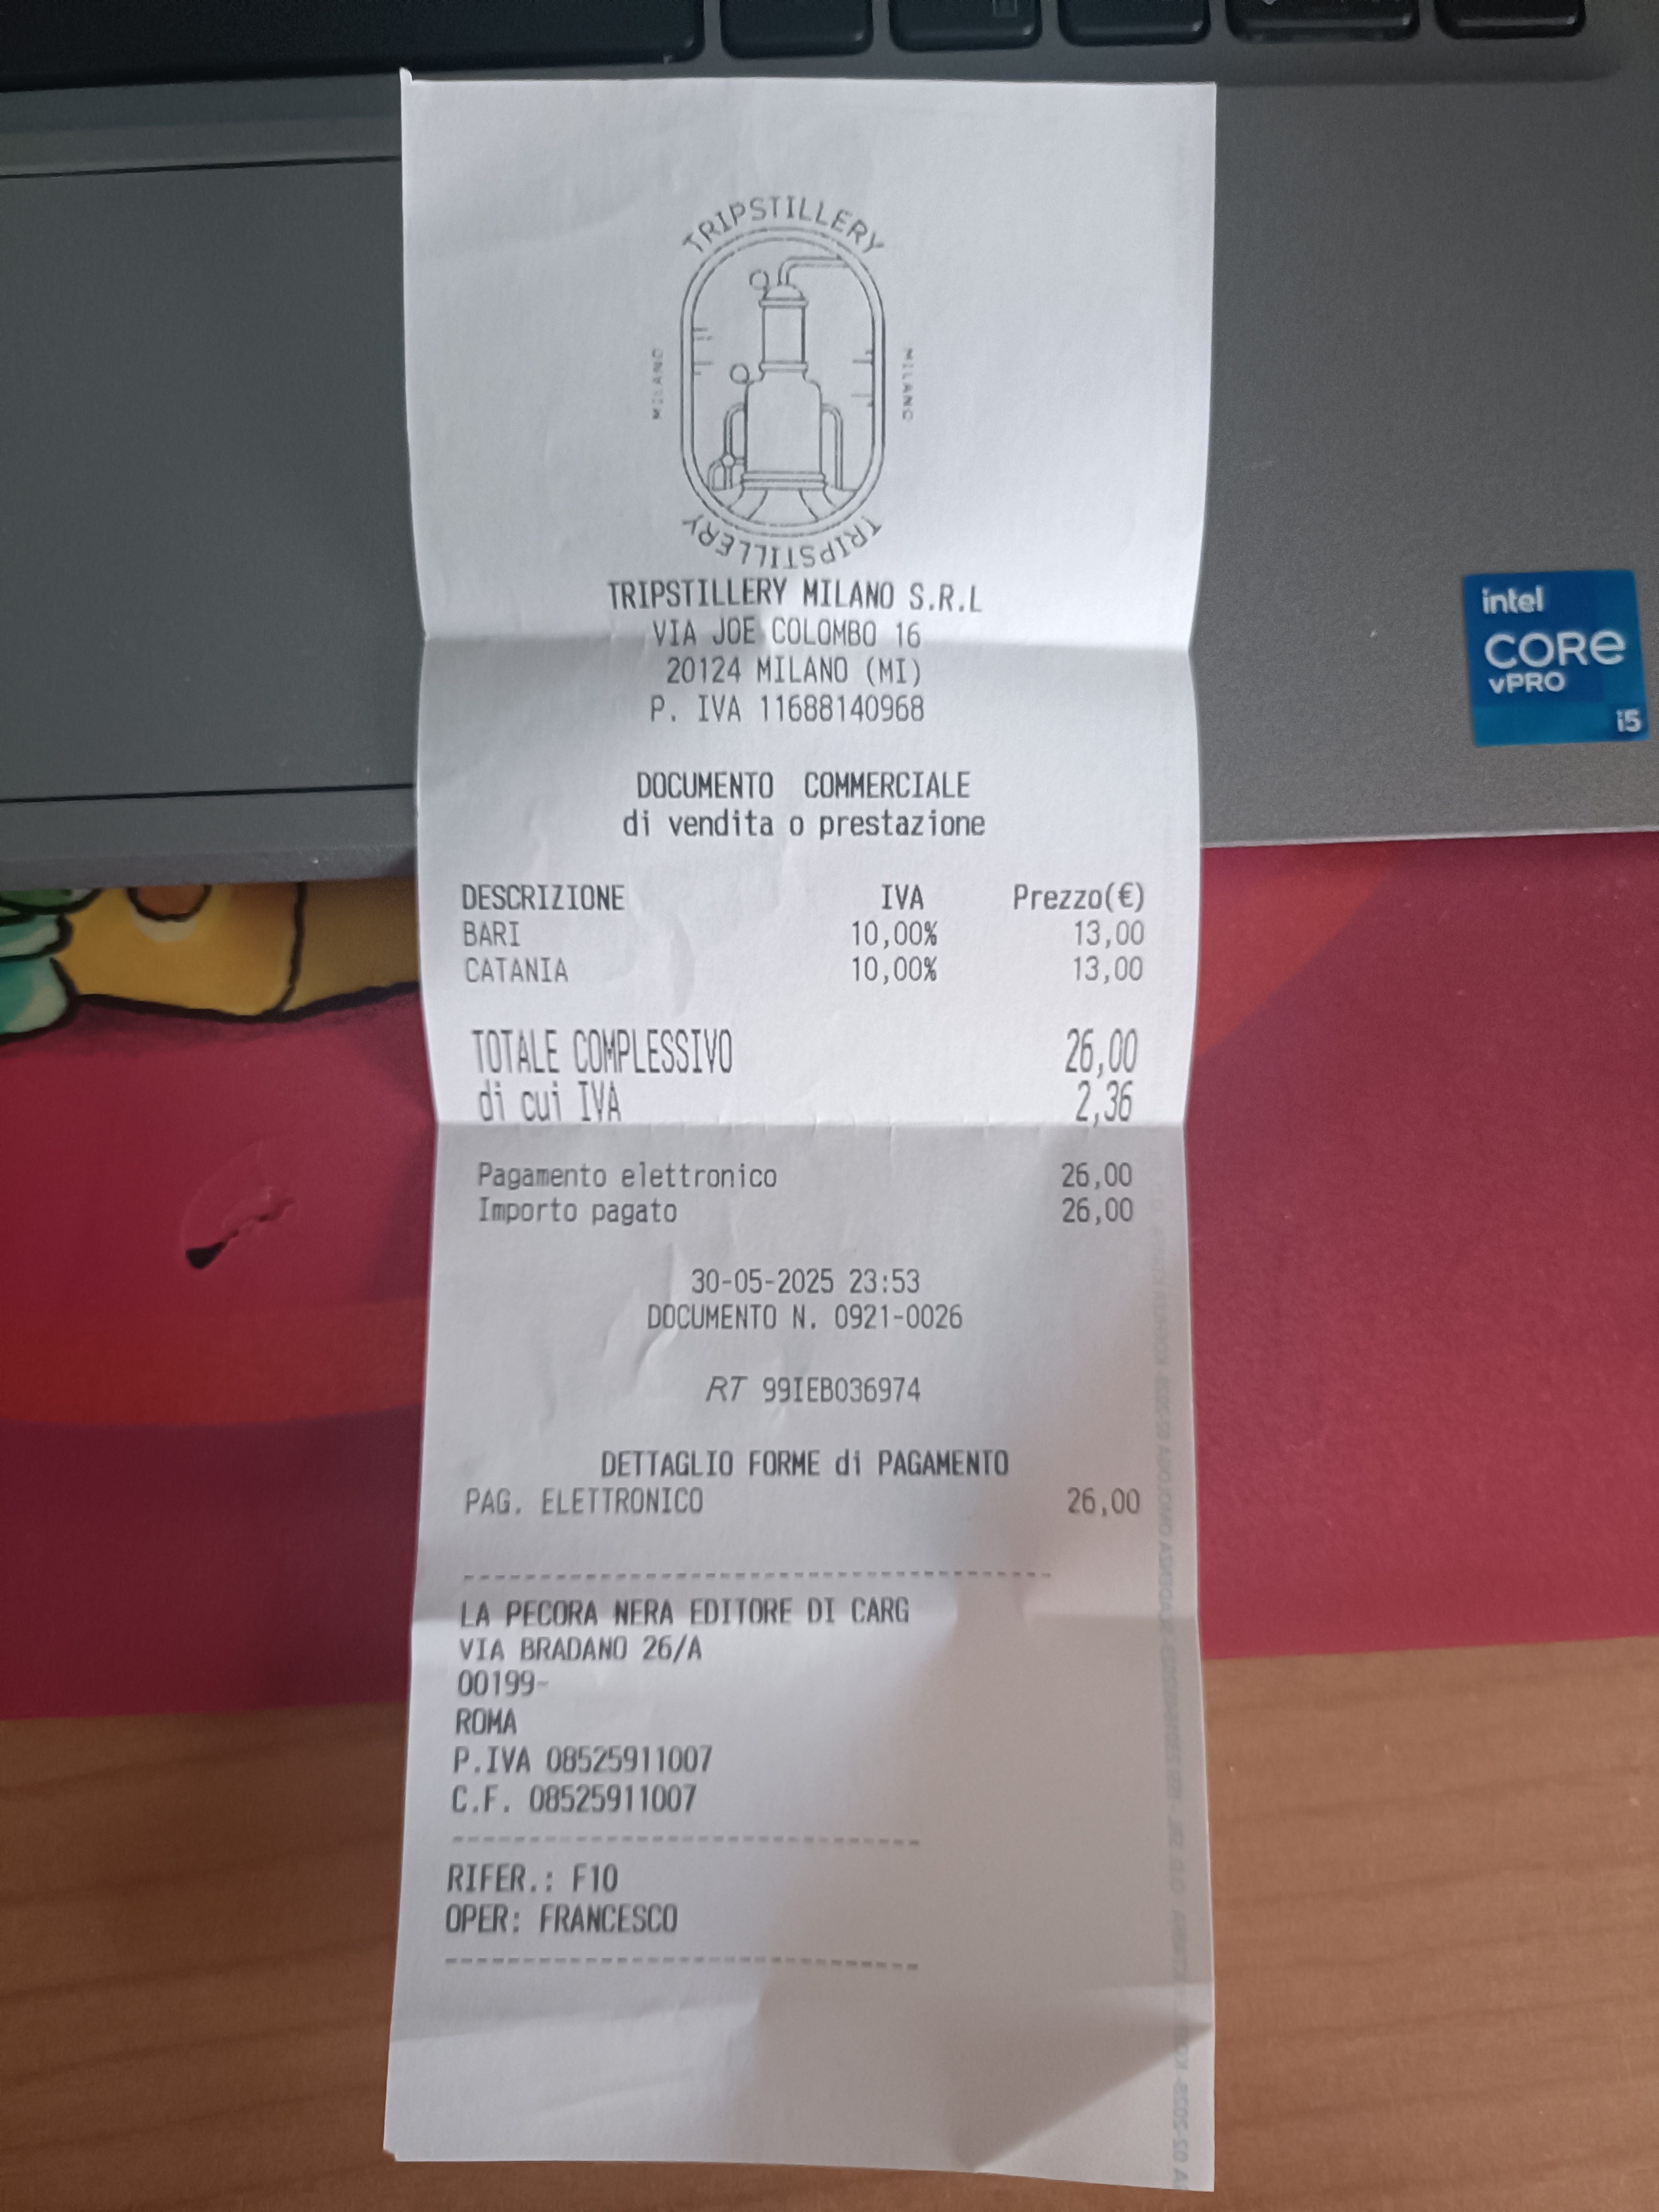 TRIPSTILLERY
MILANO
MILANO
TRIPSTILLERY
TRIPSTILLERY MILANO S.R.L
VIA JOE COLOMBO 16
20124 MILANO (MI)
P. IVA 11688140968
DOCUMENTO COMMERCIALE
di vendita o prestazione
DESCRIZIONE IVA Prezzo(€)
BARI 10,00% 13,00
CATANIA 10,00% 13,00
TOTALE COMPLESSIVO 26,00
di cui IVA 2,36
Pagamento elettronico 26,00
Importo pagato 26,00
30-05-2025 23:53
DOCUMENTO N. 0921-0026
RT 99IEB036974
DETTAGLIO FORME di PAGAMENTO
PAG. ELETTRONICO 26,00
LA PECORA NERA EDITORE DI CARG
VIA BRADANO 26/A
00199-
ROMA
P.IVA 08525911007
C.F. 08525911007
RIFER.: F10
OPER: FRANCESCO
intel
CORE
vPRO
i5